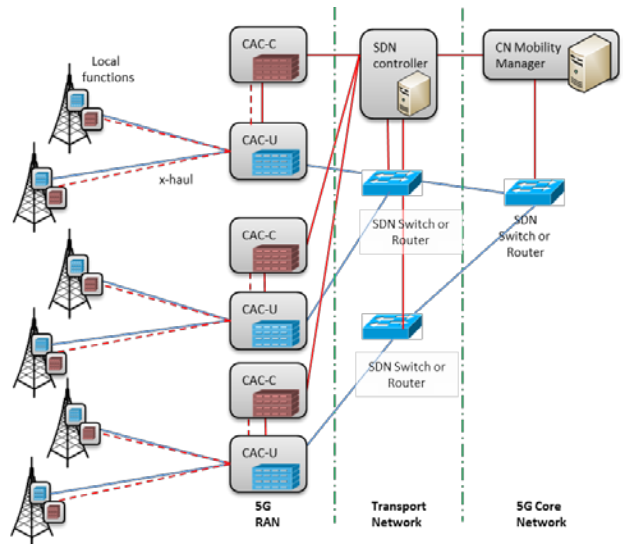 Local
functions
CAC-C
SDN
controller
CN Mobility
Manager
CAC-U
x-haul
SDN Switch or
Router
SDN
Switch or
Router
CAC-C
CAC-U
SDN Switch or
Router
CAC-C
CAC-U
5G
RAN
Transport
Network
5G Core
Network